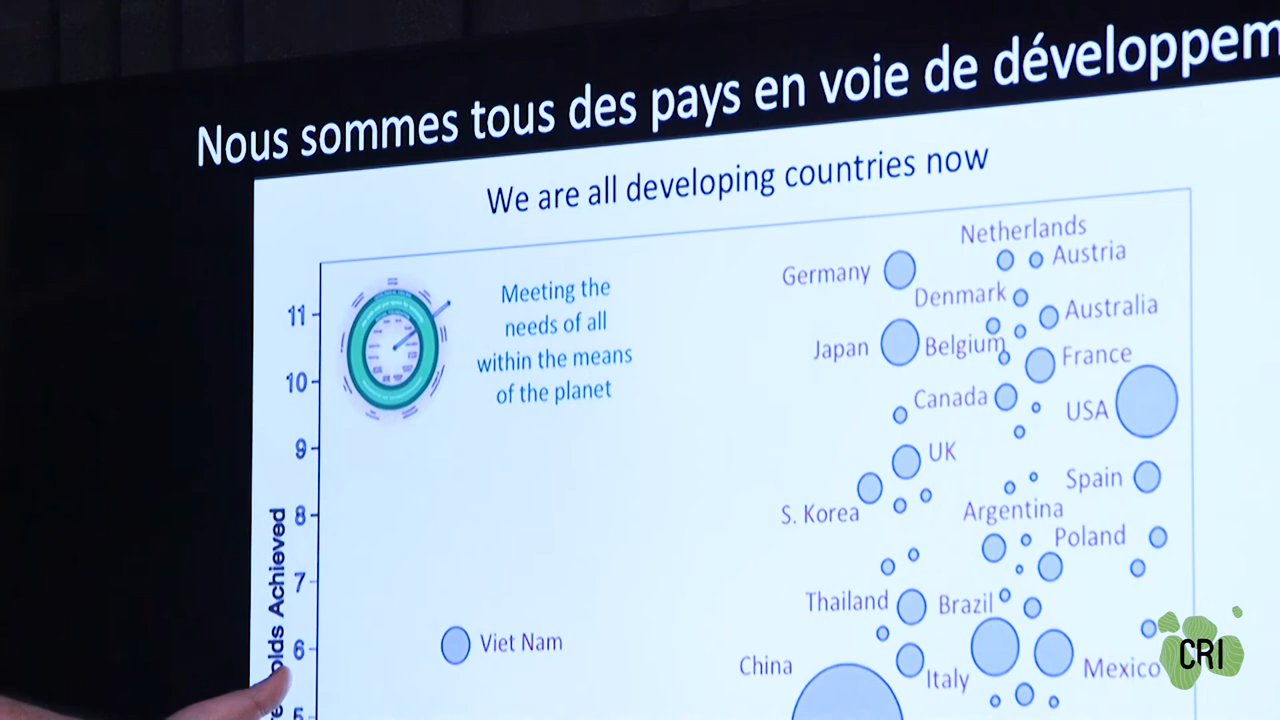 Nous sommes tous des pays en voie de développem
We are all developing countries now
Meeting the
needs of all
within the means
of the planet
olds Achieved
11
10
9
8
7
6
5
Netherlands
Germany
Austria
Denmark
Australia
Japan
Belgium
France
Canada
USA
UK
Spain
S. Korea
Argentina
Poland
Thailand
Brazil
Viet Nam
China
Italy
Mexico
CRI